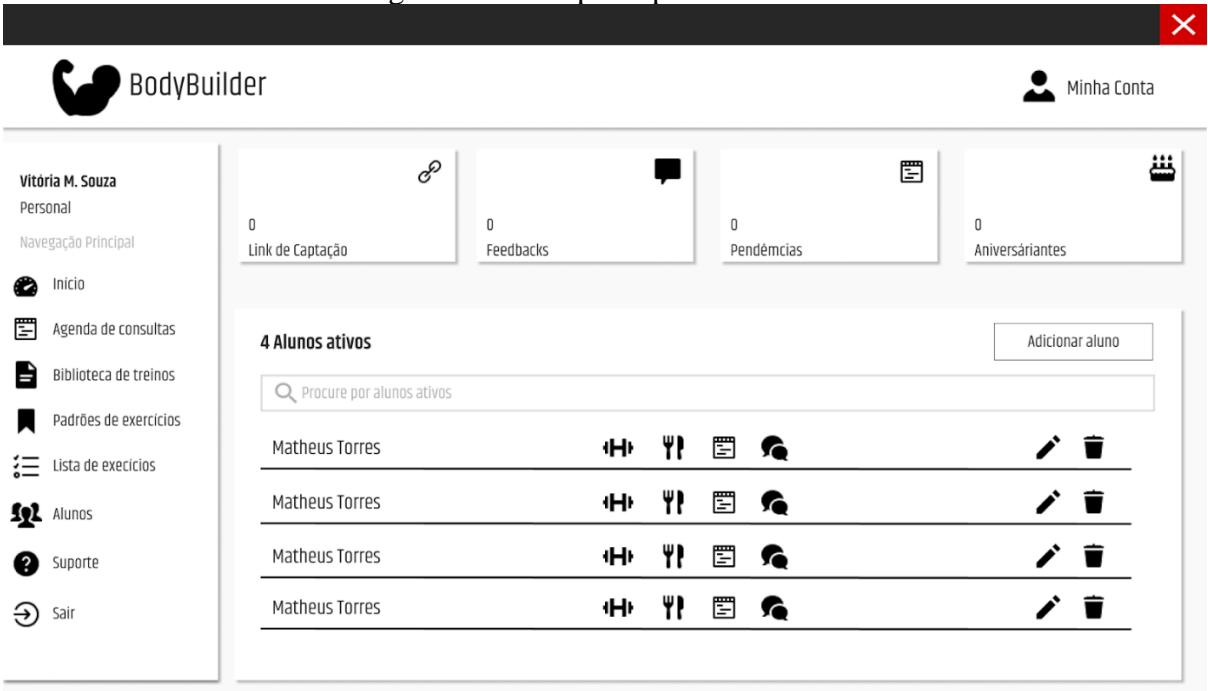 BodyBuilder
Minha Conta
Vitória M. Souza
Personal
Navegação Principal
Início
Agenda de consultas
Biblioteca de treinos
Padrões de exercícios
Lista de execícios
Alunos
Suporte
Sair
0
Link de Captação
0
Feedbacks
0
Pendêmcias
0
Aniversáriantes
4 Alunos ativos
Adicionar aluno
Procure por alunos ativos
Matheus Torres
Matheus Torres
Matheus Torres
Matheus Torres